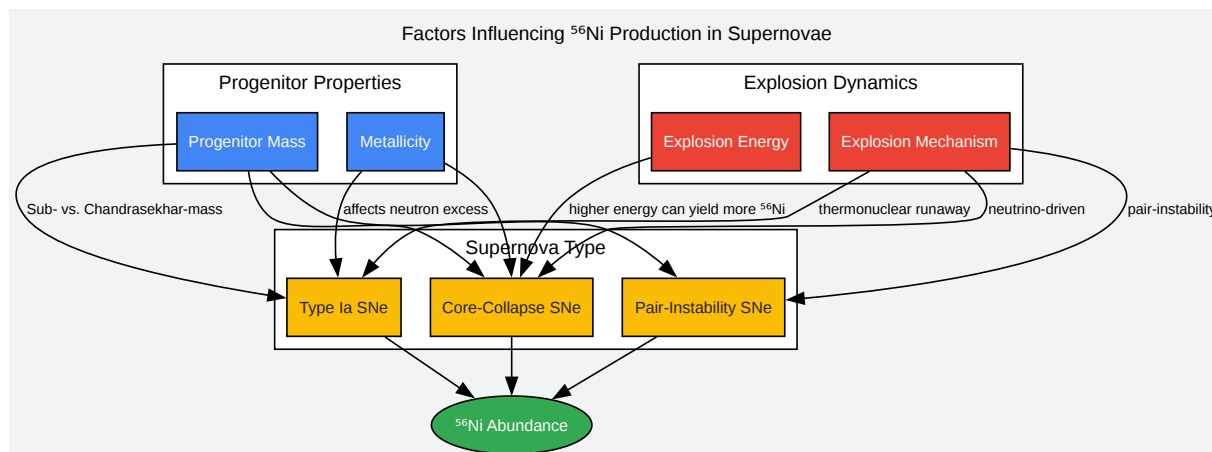 Factors Influencing ⁵⁶Ni Production in Supernovae
Progenitor Properties
Explosion Dynamics
Progenitor Mass
Metallicity
Explosion Energy
Explosion Mechanism
Sub- vs. Chandrasekhar-mass
affects neutron excess
higher energy can yield more ⁵⁶Ni
thermonuclear runaway
neutrino-driven
pair-instability
Supernova Type
Type Ia SNe
Core-Collapse SNe
Pair-Instability SNe
⁵⁶Ni Abundance